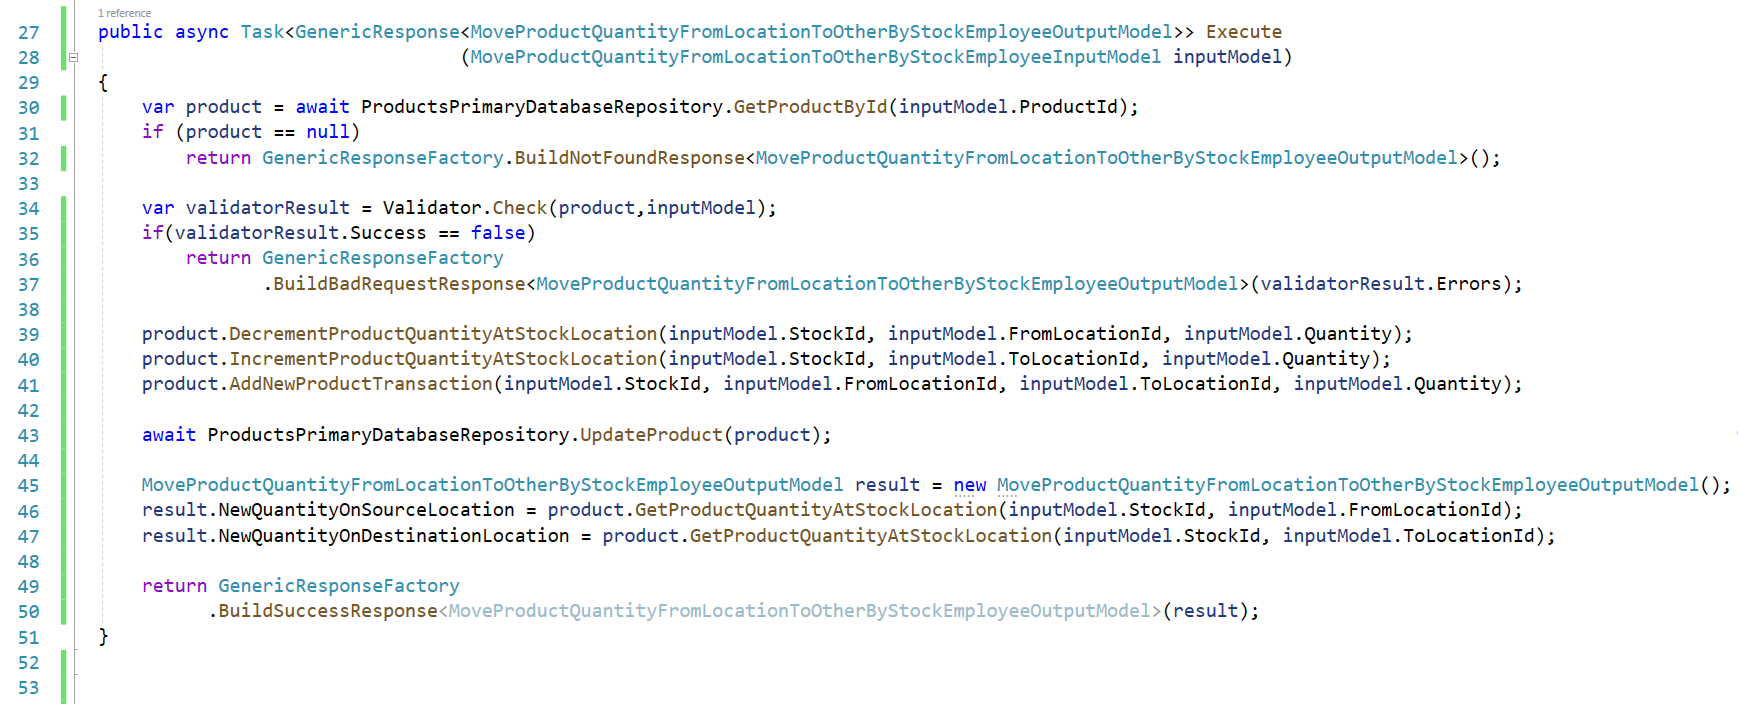 1 reference
27 public async Task<GenericResponse<MoveProductQuantityFromLocationToOtherByStockEmployeeOutputModel>> Execute
28 (MoveProductQuantityFromLocationToOtherByStockEmployeeInputModel inputModel)
29 {
30 var product = await ProductsPrimaryDatabaseRepository.GetProductById(inputModel.ProductId);
31 if (product == null)
32 return GenericResponseFactory.BuildNotFoundResponse<MoveProductQuantityFromLocationToOtherByStockEmployeeOutputModel>();
33
34 var validatorResult = Validator.Check(product,inputModel);
35 if(validatorResult.Success == false)
36 return GenericResponseFactory
37 .BuildBadRequestResponse<MoveProductQuantityFromLocationToOtherByStockEmployeeOutputModel>(validatorResult.Errors);
38
39 product.DecrementProductQuantityAtStockLocation(inputModel.StockId, inputModel.FromLocationId, inputModel.Quantity);
40 product.IncrementProductQuantityAtStockLocation(inputModel.StockId, inputModel.ToLocationId, inputModel.Quantity);
41 product.AddNewProductTransaction(inputModel.StockId, inputModel.FromLocationId, inputModel.ToLocationId, inputModel.Quantity);
42
43 await ProductsPrimaryDatabaseRepository.UpdateProduct(product);
44
45 MoveProductQuantityFromLocationToOtherByStockEmployeeOutputModel result = new MoveProductQuantityFromLocationToOtherByStockEmployeeOutputModel();
46 result.NewQuantityOnSourceLocation = product.GetProductQuantityAtStockLocation(inputModel.StockId, inputModel.FromLocationId);
47 result.NewQuantityOnDestinationLocation = product.GetProductQuantityAtStockLocation(inputModel.StockId, inputModel.ToLocationId);
48
49 return GenericResponseFactory
50 .BuildSuccessResponse<MoveProductQuantityFromLocationToOtherByStockEmployeeOutputModel>(result);
51 }
52
53